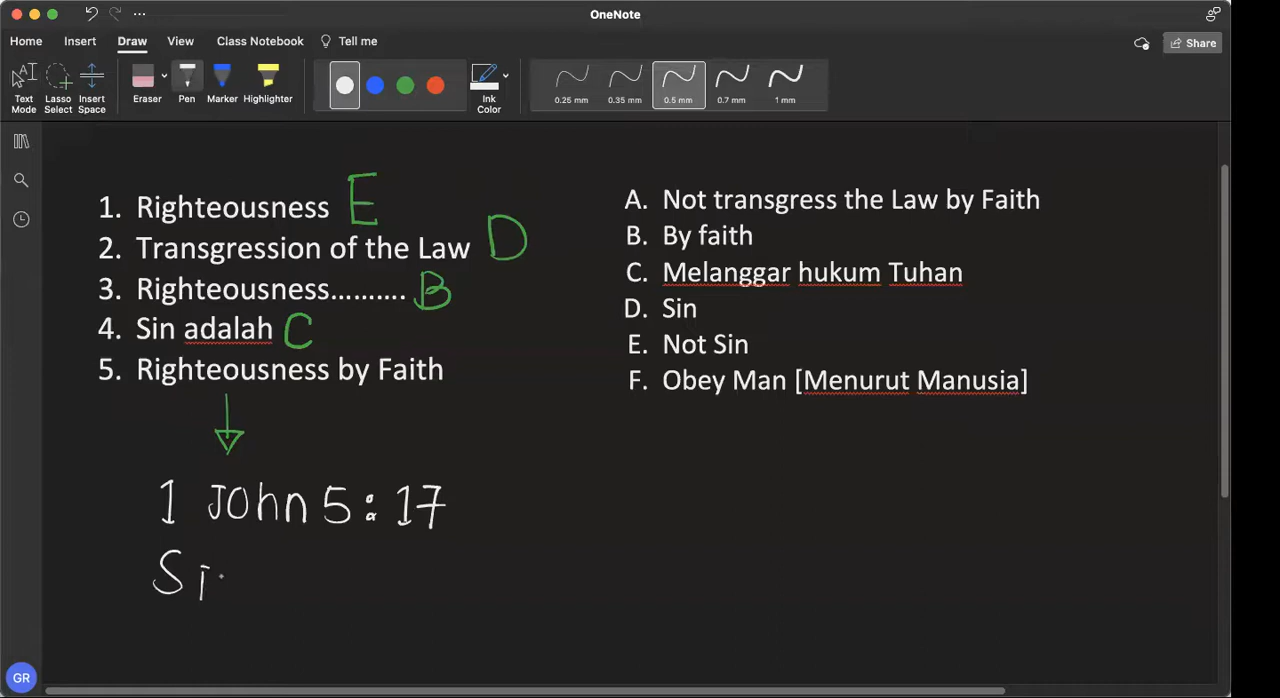 OneNote
Home Insert Draw View Class Notebook Tell me
Share
Text Mode
Lasso Select
Insert Space
Eraser
Pen
Marker
Highlighter
Ink Color
0.25 mm
0.35 mm
0.5 mm
0.7 mm
1 mm
1. Righteousness E
2. Transgression of the Law D
3. Righteousness.......... B
4. Sin adalah C
5. Righteousness by Faith
A. Not transgress the Law by Faith
B. By faith
C. Melanggar hukum Tuhan
D. Sin
E. Not Sin
F. Obey Man [Menurut Manusia]
1 John 5:17
Si
GR